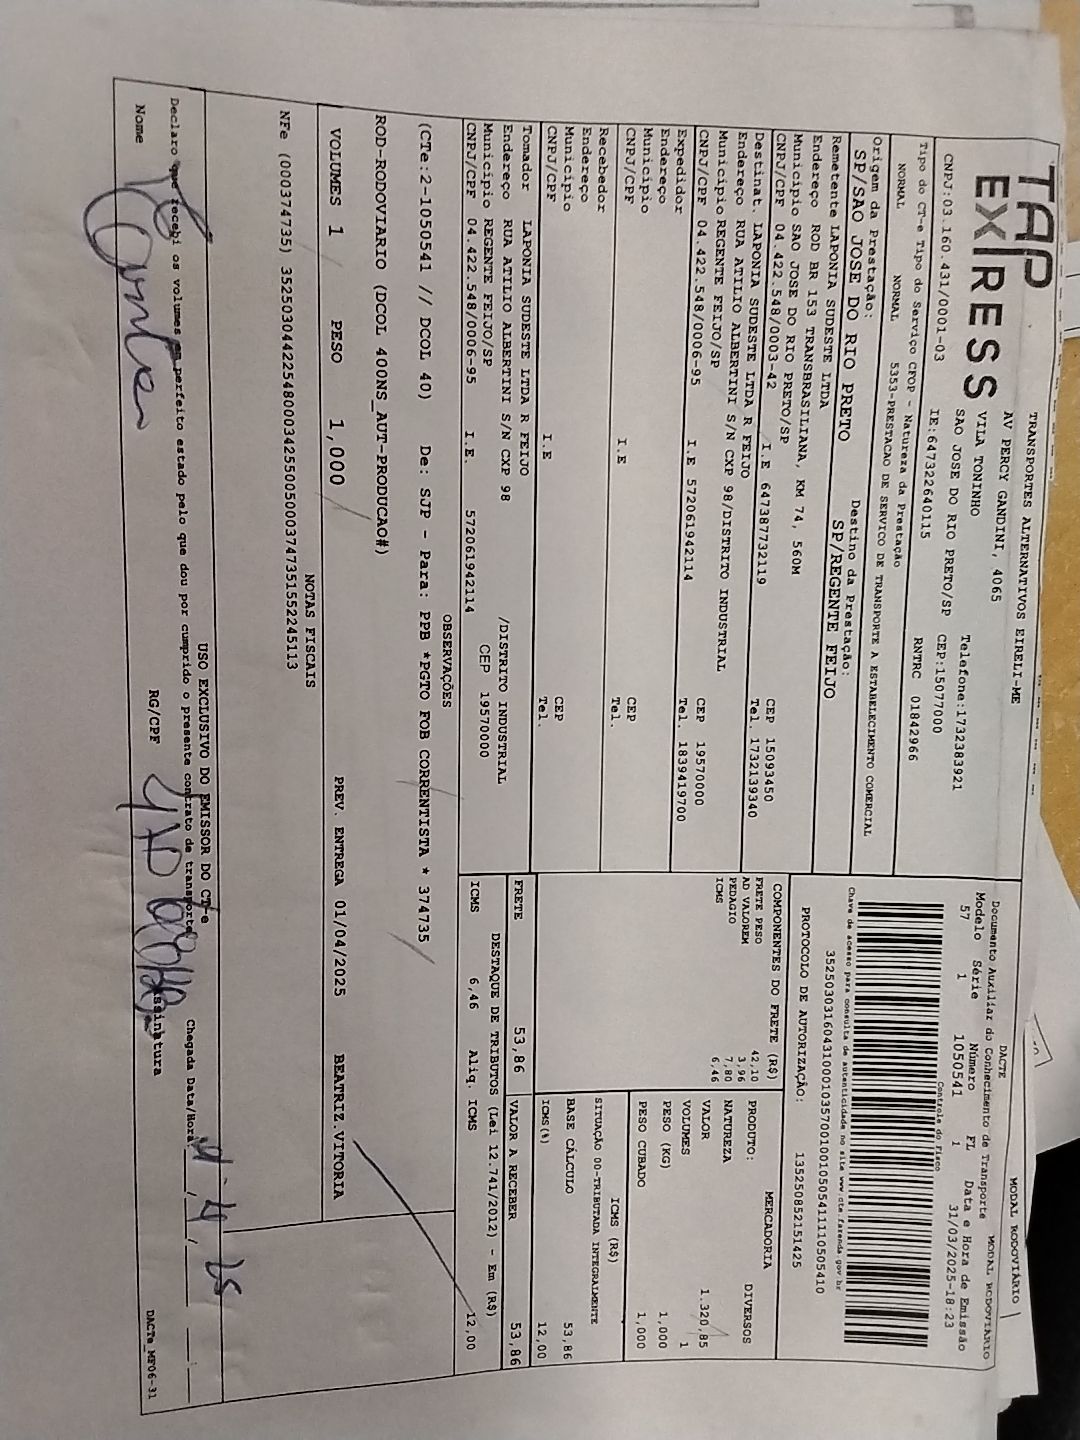 TAP
EXPRESS
TRANSPORTES ALTERNATIVOS EIRELI-ME
AV PERCY GANDINI, 4065
VILA TONINHO Telefone:1732383921
SAO JOSE DO RIO PRETO/SP CEP:15077000
CNPJ:03.160.431/0001-03 IE:647322640115 RNTRC 01842966
Tipo do CT-e Tipo do Serviço CFOP - Natureza da Prestação
NORMAL NORMAL 5353-PRESTACAO DE SERVICO DE TRANSPORTE A ESTABELECIMENTO COMERCIAL
Origem da Prestação: Destino da Prestação:
SP/SAO JOSE DO RIO PRETO SP/REGENTE FEIJO
Remetente LAPONIA SUDESTE LTDA
Endereço ROD BR 153 TRANSBRASILIANA, KM 74, 560M
Município SAO JOSE DO RIO PRETO/SP CEP 15093450
CNPJ/CPF 04.422.548/0003-42 I.E 647387732119 Tel. 1732139340
Destinat. LAPONIA SUDESTE LTDA R FEIJO
Endereço RUA ATILIO ALBERTINI S/N CXP 98/DISTRITO INDUSTRIAL
Município REGENTE FEIJO/SP CEP 19570000
CNPJ/CPF 04.422.548/0006-95 I.E 572061942114 Tel. 1839419700
Expedidor
Endereço
Município CEP
CNPJ/CPF I.E Tel.
Recebedor
Endereço
Município CEP
CNPJ/CPF I.E Tel.
Tomador LAPONIA SUDESTE LTDA R FEIJO
Endereço RUA ATILIO ALBERTINI S/N CXP 98 /DISTRITO INDUSTRIAL
Município REGENTE FEIJO/SP CEP 19570000
CNPJ/CPF 04.422.548/0006-95 I.E. 572061942114
MODAL RODOVIÁRIO
DACTE MODAL RODOVIÁRIO
Documento Auxiliar do Conhecimento de Transporte
Modelo Série Número FL Data e Hora de Emissão
57 1 1050541 1 31/03/2025-18:23
Controle do Fisco
Chave de acesso para consulta de autenticidade no site www.cte.fazenda.gov.br
35250303160431000103570010010505411110505410
PROTOCOLO DE AUTORIZAÇÃO: 135250852151425
COMPONENTES DO FRETE (R$)
FRETE PESO 42,10
AD VALOREM 3,96
PEDAGIO 7,80
ICMS 6,46
MERCADORIA
PRODUTO: DIVERSOS
NATUREZA
VALOR 1.320,85
VOLUMES 1
PESO (KG) 1,000
PESO CUBADO 1,000
ICMS (R$)
SITUAÇÃO 00-TRIBUTADA INTEGRALMENTE
BASE CÁLCULO 53,86
ICMS(%) 12,00
FRETE 53,86 VALOR A RECEBER 53,86
DESTAQUE DE TRIBUTOS (Lei 12.741/2012) - Em (R$)
ICMS 6,46 Aliq. ICMS 12,00
OBSERVAÇÕES
(CTe:2-1050541 // DCOL 40) De: SJP - Para: PPB *PGTO FOB CORRENTISTA * 374735
ROD-RODOVIARIO (DCOL 400NS_AUT-PRODUCAO#)
VOLUMES 1 PESO 1,000 PREV. ENTREGA 01/04/2025 BEATRIZ.VITORIA
NOTAS FISCAIS
NFe (000374735) 35250304422548000342550050003747351552245113
USO EXCLUSIVO DO EMISSOR DO CT-e
Declaro que recebi os volumes em perfeito estado pelo que dou por cumprido o presente contrato de transporte Chegada Data/Hora
Nome RG/CPF Assinatura DACTe_MF06-31